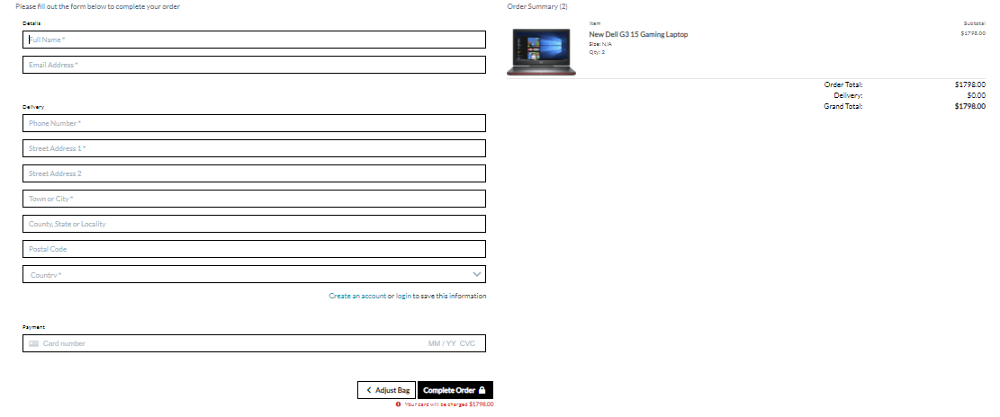 Please fill out the form below to complete your order
Details
Full Name *
Email Address *
Delivery
Phone Number *
Street Address 1 *
Street Address 2
Town or City *
County, State or Locality
Postal Code
Country *
Create an account or login to save this information
Payment
Card number MM / YY CVC
Adjust Bag Complete Order
Your card will be charged $1798.00
Order Summary (2)
Item Subtotal
New Dell G3 15 Gaming Laptop $1798.00
Size: N/A
Qty: 2
Order Total: $1798.00
Delivery: $0.00
Grand Total: $1798.00